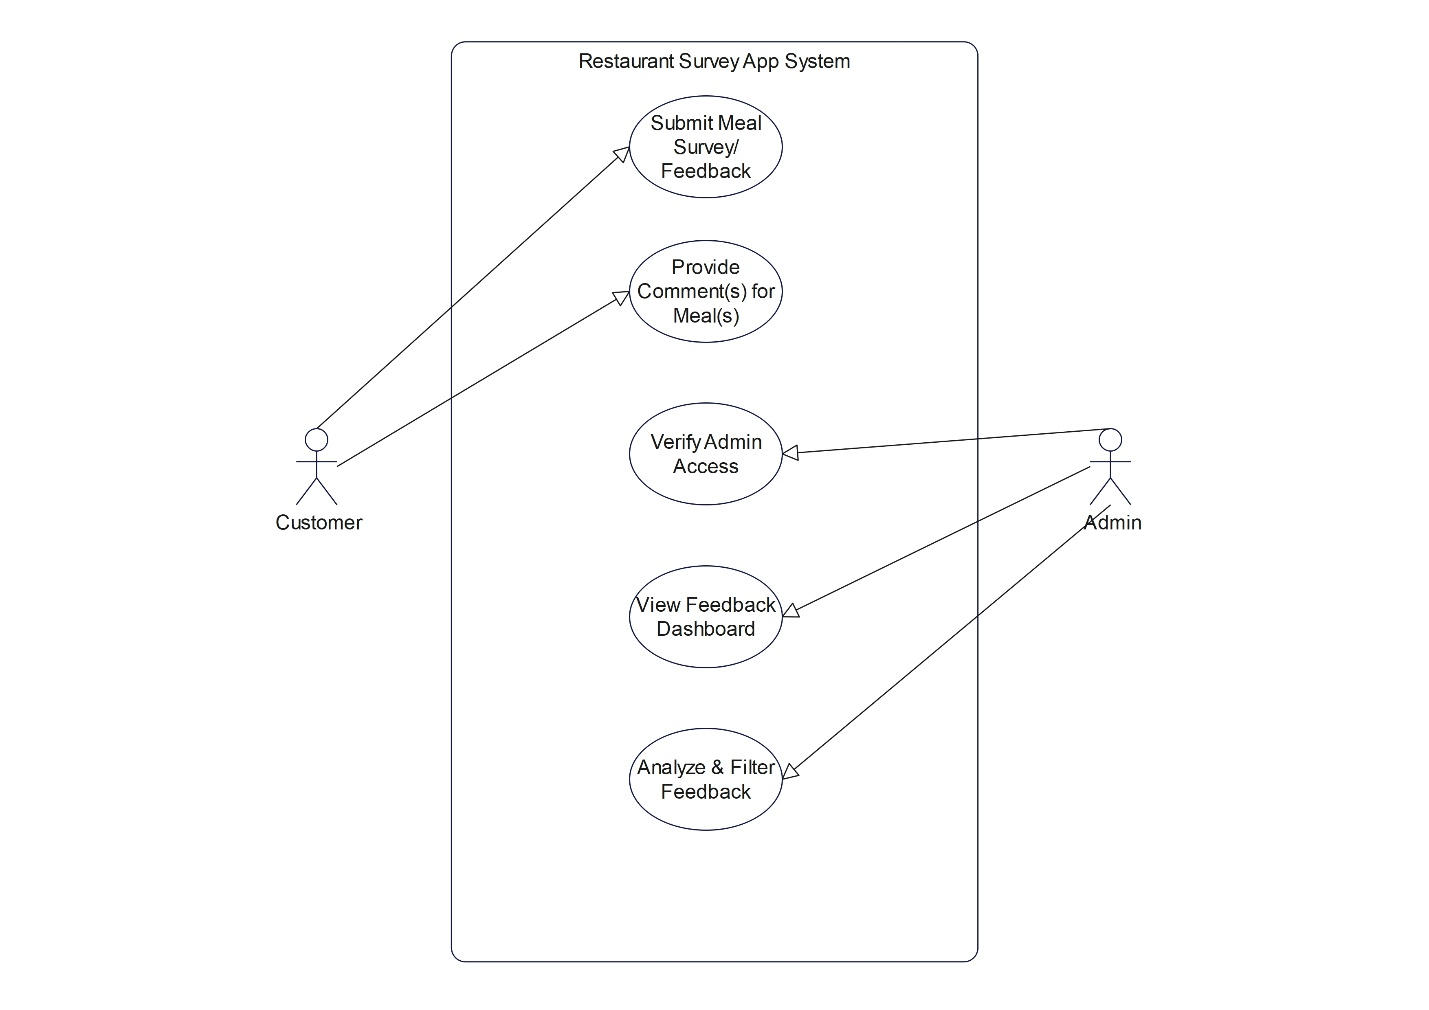 Restaurant Survey App System
Submit Meal
Survey/
Feedback
Provide
Comment(s) for
Meal(s)
Verify Admin
Access
Customer
Admin
View Feedback
Dashboard
Analyze & Filter
Feedback